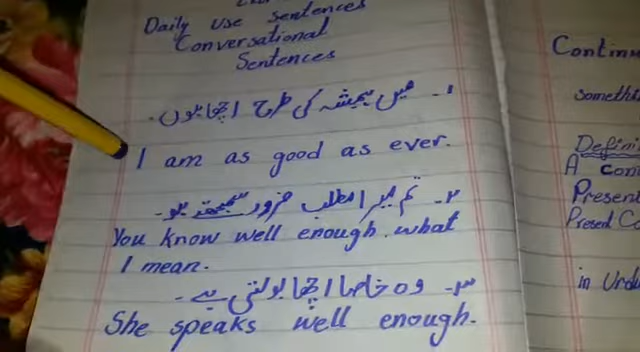 Daily Use Sentences
Conversational
Sentences
۱۔ میں ہمیشہ کی طرح اچھا ہوں۔
I am as good as ever.
۲۔ تم میرا مطلب ضرور سمجھتے ہو۔
You know well enough what
I mean.
۳۔ وہ خاصا اچھا بولتی ہے۔
She speaks well enough.
Continu
someth
Defini
A con
Present
Presed Co
in Urdu